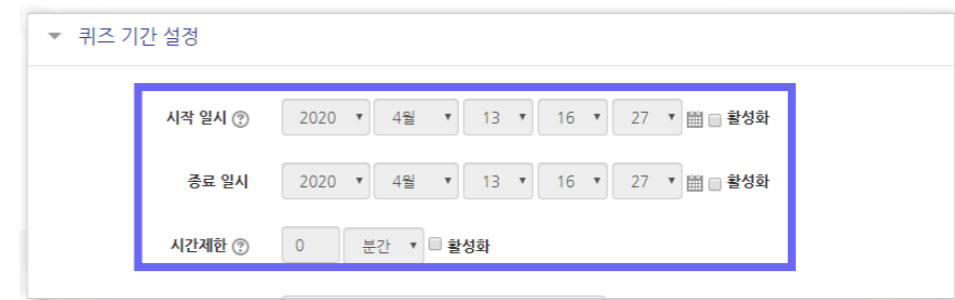 퀴즈 기간 설정
시작 일시 2020 4월 13 16 27 활성화
종료 일시 2020 4월 13 16 27 활성화
시간제한 0 분간 활성화